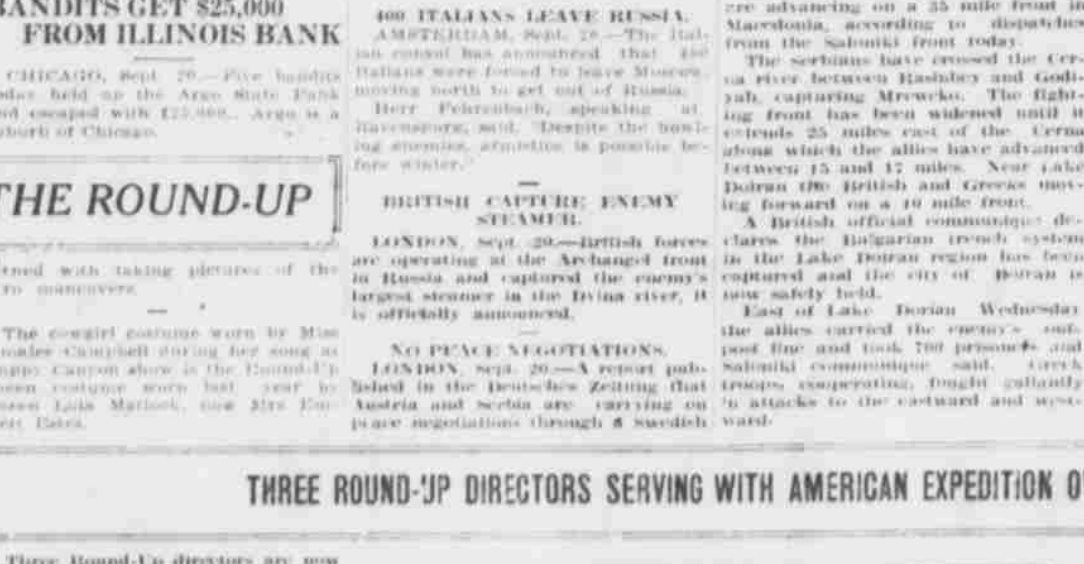 BANDITS GET $25,000
FROM ILLINOIS BANK
CHICAGO, Sept. 20.—Five bandits
held up the Argo State Bank
and escaped with $25,000. Argo is a
suburb of Chicago.
THE ROUND-UP
with taking pictures of the
maneuvers.
The cowgirl costume worn by Miss
Campbell during her song at
Canyon show is the Round-Up
costume worn last year by
now Mrs
400 ITALIANS LEAVE RUSSIA.
AMSTERDAM, Sept. 20.—The Ital-
ian consul has announced that 400
Italians were forced to leave Moscow,
moving north to get out of Russia.
Herr Fehrenbach, speaking at
Ravensburg, said, "Despite the howl-
ing enemies, armistice is possible be-
fore winter."
BRITISH CAPTURE ENEMY
STEAMER.
LONDON, Sept. 20.—British forces
are operating at the Archangel front
in Russia and captured the enemy's
largest steamer in the Dvina river, it
is officially announced.
NO PEACE NEGOTIATIONS.
LONDON, Sept. 20.—A report pub-
lished in the Deutsches Zeitung that
Austria and Serbia are carrying on
peace negotiations through a Swedish
are advancing on a 35 mile front in
Macedonia, according to dispatches
from the Saloniki front today.
The Serbians have crossed the Cer-
na river between and
capturing The fight-
ing front has been widened until it
extends 25 miles east of the Cerna
along which the allies have advanced
between 15 and 17 miles. Near Lake
Doiran the British and Greeks mov-
ing forward on a 10 mile front.
A British official communique de-
clares the Bulgarian trench system
in the Lake Doiran region has been
captured and the city of Doiran is
now safely held.
East of Lake Dorian Wednesday
the allies carried the enemy's out-
post line and took 700 prisoners and
Saloniki communique said. Greek
troops, cooperating, fought gallantly
in attacks to the eastward and west-
ward.
THREE ROUND-UP DIRECTORS SERVING WITH AMERICAN EXPEDITION O
Three Round-Up directors are now